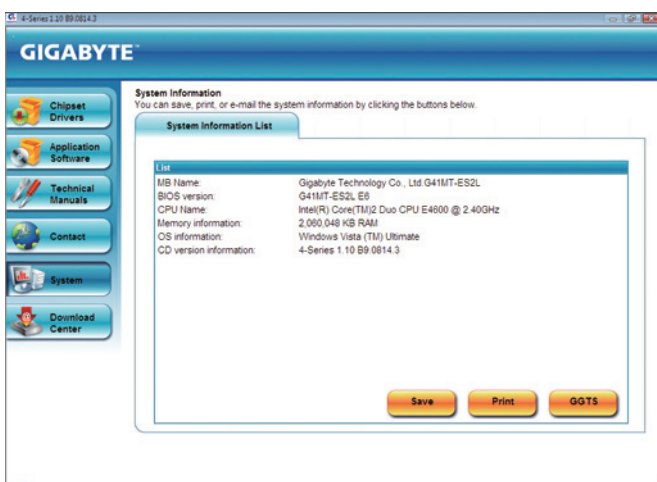 4-Series 1.10 B9.0814.3
GIGABYTE™
System Information
You can save, print, or e-mail the system information by clicking the buttons below.
System Information List
Chipset
Drivers
Application
Software
Technical
Manuals
Contact
System
Download
Center
List
MB Name: Gigabyte Technology Co., Ltd.G41MT-ES2L
BIOS version: G41MT-ES2L E6
CPU Name: Intel(R) Core(TM)2 Duo CPU E4600 @ 2.40GHz
Memory information: 2,060,048 KB RAM
OS information: Windows Vista (TM) Ultimate
CD version information: 4-Series 1.10 B9.0814.3
Save Print GGTS